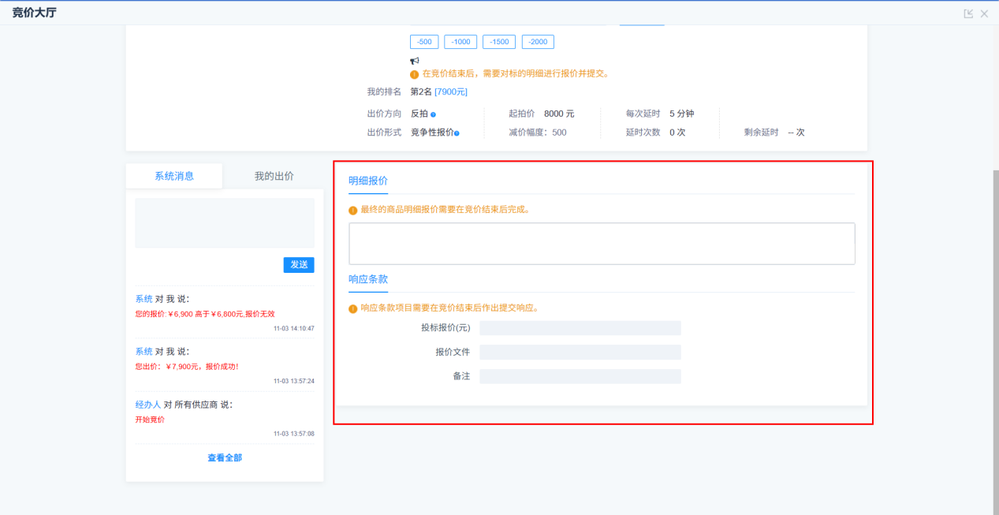 竞价大厅
-500 -1000 -1500 -2000
在竞价结束后，需要对标的明细进行报价并提交。
我的排名 第2名 [7900元]
出价方向 反拍 起拍价 8000 元 每次延时 5 分钟
出价形式 竞争性报价 减价幅度：500 延时次数 0 次 剩余延时 -- 次
系统消息 我的出价
发送
系统 对 我 说：
您的报价:￥6,900 高于￥6,800元,报价无效
11-03 14:10:47
系统 对 我 说：
您出价：￥7,900元，报价成功!
11-03 13:57:24
经办人 对 所有供应商 说：
开始竞价
11-03 13:57:08
查看全部
明细报价
最终的商品明细报价需要在竞价结束后完成。
响应条款
响应条款项目需要在竞价结束后作出提交响应。
投标报价(元)
报价文件
备注